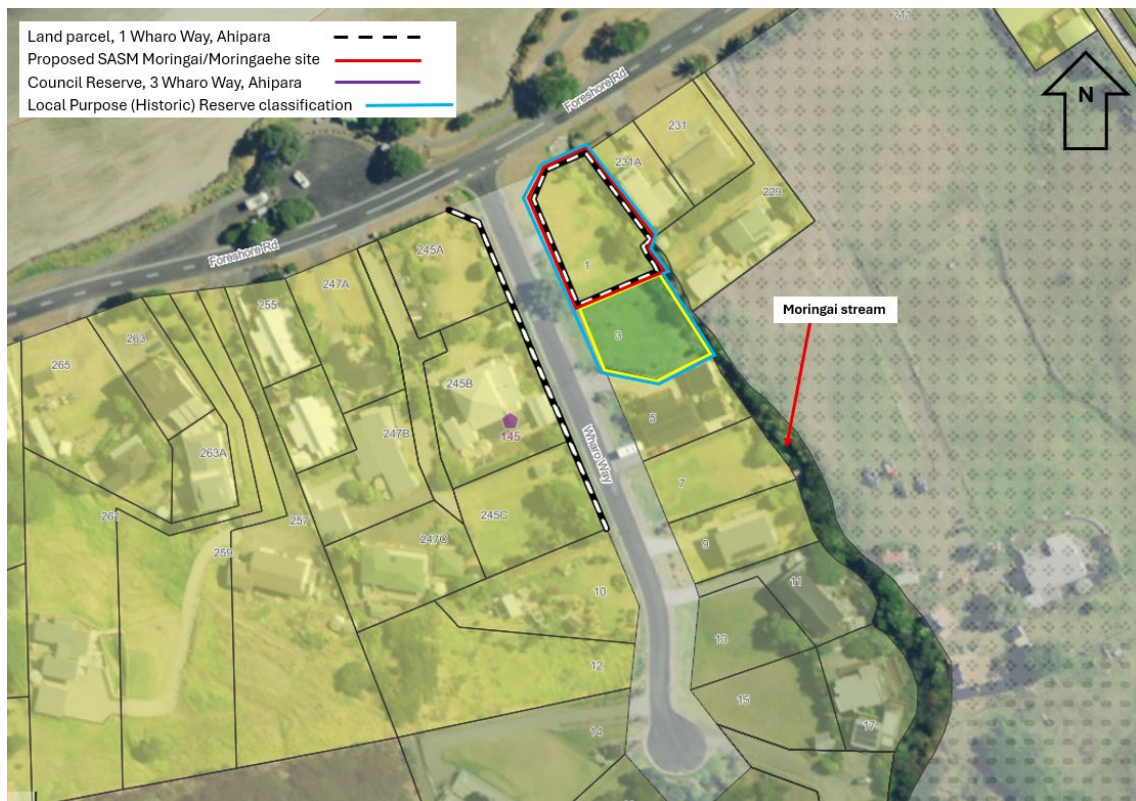 Land parcel, 1 Wharo Way, Ahipara
Proposed SASM Moringai/Moringaehe site
Council Reserve, 3 Wharo Way, Ahipara
Local Purpose (Historic) Reserve classification
N
Foreshore Rd
231
231A
229
Foreshore Rd
245A
1
247A
255
Moringai stream
263
3
265
245B
145
247B
5
263A
Wharo Way
7
261
245C
257
247C
9
259
11
10
13
12
15
17
14